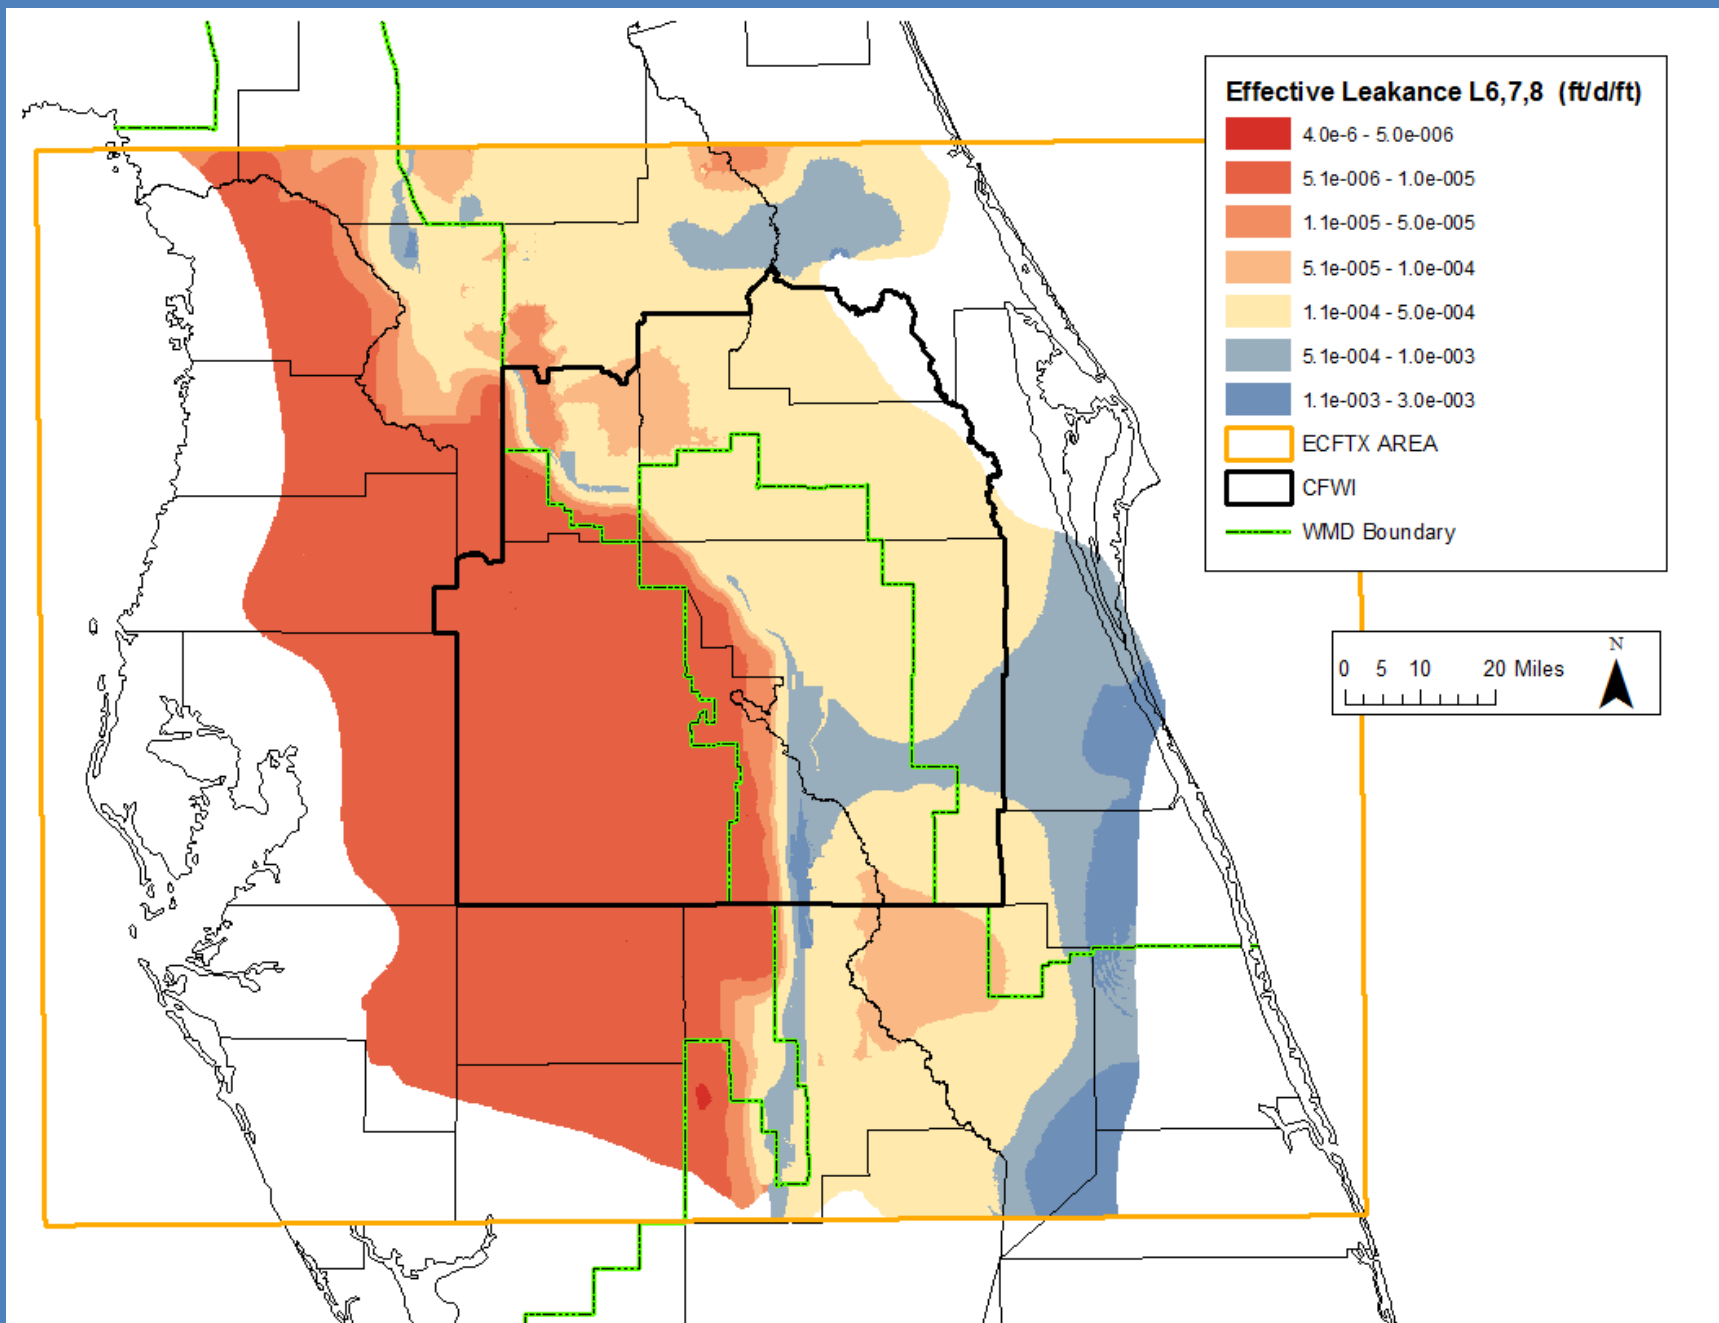 Effective Leakance L6,7,8 (ft/d/ft)
4.0e-6 - 5.0e-006
5.1e-006 - 1.0e-005
1.1e-005 - 5.0e-005
5.1e-005 - 1.0e-004
1.1e-004 - 5.0e-004
5.1e-004 - 1.0e-003
1.1e-003 - 3.0e-003
ECFTX AREA
CFWI
WMD Boundary
N
0 5 10 20 Miles